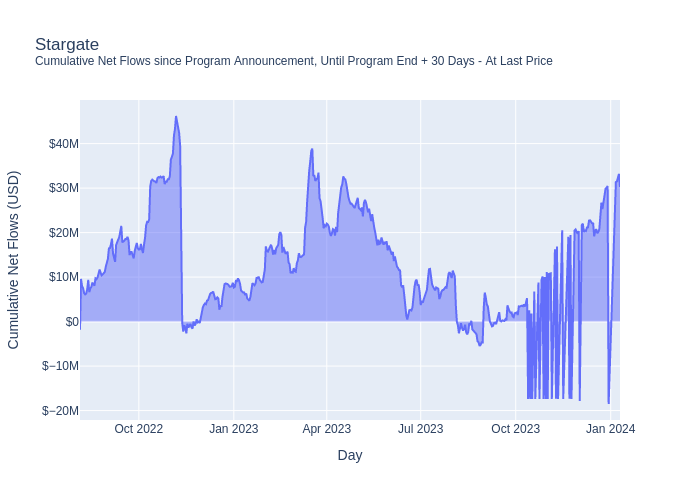 Stargate
Cumulative Net Flows since Program Announcement, Until Program End + 30 Days - At Last Price
Cumulative Net Flows (USD)
$40M
$30M
$20M
$10M
$0
$−10M
$−20M
Oct 2022
Jan 2023
Apr 2023
Jul 2023
Oct 2023
Jan 2024
Day